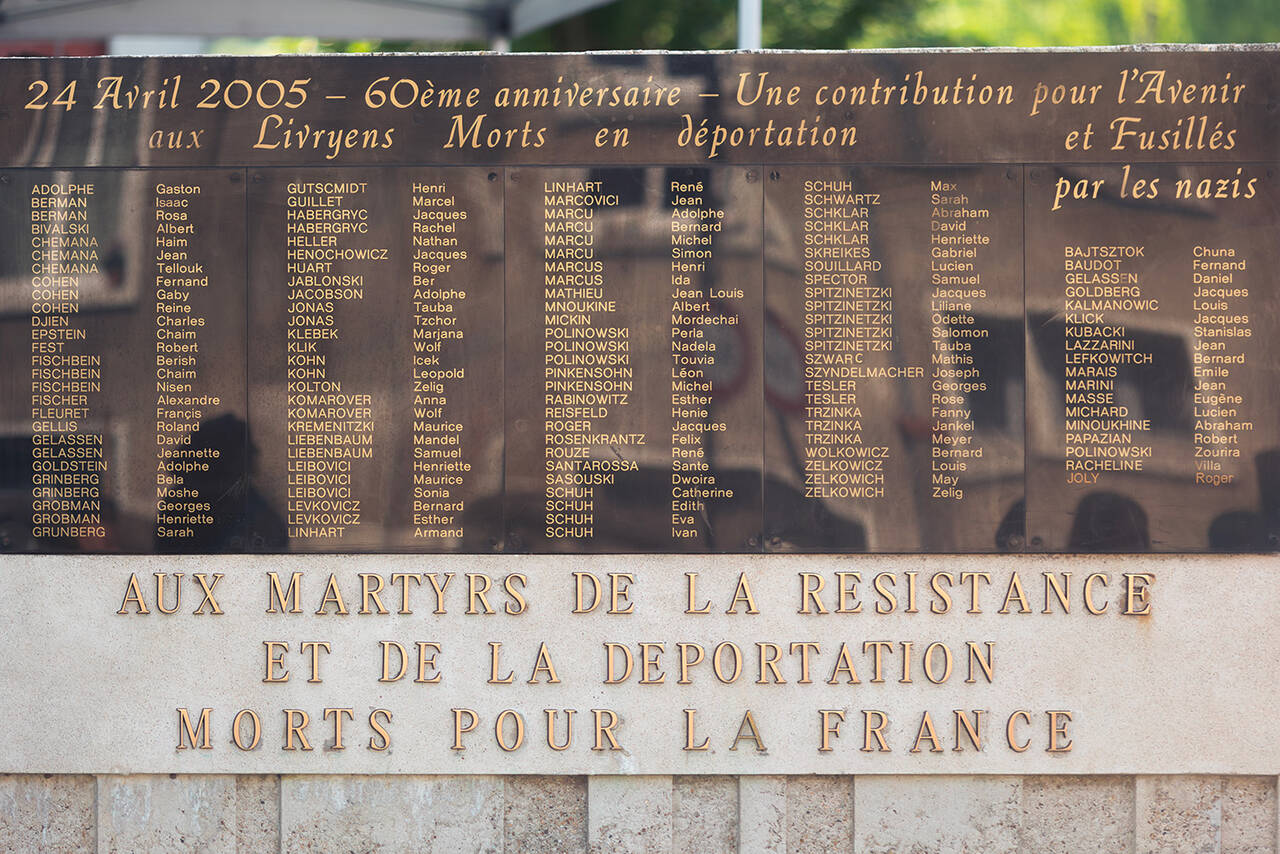 24 Avril 2005 – 60ème anniversaire – Une contribution pour l'Avenir
aux Livryens Morts en déportation
et Fusillés
par les nazis
ADOLPHE Gaston
BERMAN Isaac
BERMAN Rosa
BIVALSKI Albert
CHEMANA Haim
CHEMANA Jean
CHEMANA Tellouk
COHEN Fernand
COHEN Gaby
COHEN Reine
DJIEN Charles
EPSTEIN Chaim
FEST Robert
FISCHBEIN Berish
FISCHBEIN Chaim
FISCHBEIN Nisen
FISCHER Alexandre
FLEURET Françis
GELLIS Roland
GELASSEN David
GELASSEN Jeannette
GOLDSTEIN Adolphe
GRINBERG Bela
GRINBERG Moshe
GROBMAN Georges
GROBMAN Henriette
GRUNBERG Sarah
GUTSCMIDT Henri
GUILLET Marcel
HABERGRYC Jacques
HABERGRYC Rachel
HELLER Nathan
HENOCHOWICZ Jacques
HUART Roger
JABLONSKI Ber
JACOBSON Adolphe
JONAS Tauba
JONAS Tzchor
KLEBEK Marjana
KLIK Wolf
KOHN Icek
KOHN Leopold
KOLTON Zelig
KOMAROVER Anna
KOMAROVER Wolf
KREMENITZKI Maurice
LIEBENBAUM Mandel
LIEBENBAUM Samuel
LEIBOVICI Henriette
LEIBOVICI Maurice
LEIBOVICI Sonia
LEVKOVICZ Bernard
LEVKOVICZ Esther
LINHART Armand
LINHART René
MARCOVICI Jean
MARCU Adolphe
MARCU Bernard
MARCU Michel
MARCU Simon
MARCUS Henri
MARCUS Ida
MATHIEU Jean Louis
MNOUKINE Albert
MICKIN Mordechai
POLINOWSKI Perla
POLINOWSKI Nadela
POLINOWSKI Touvia
PINKENSOHN Léon
PINKENSOHN Michel
RABINOWITZ Esther
REISFELD Henie
ROGER Jacques
ROSENKRANTZ Felix
ROUZE René
SANTAROSSA Sante
SASOUSKI Dwoira
SCHUH Catherine
SCHUH Edith
SCHUH Eva
SCHUH Ivan
SCHUH Max
SCHWARTZ Sarah
SCHKLAR Abraham
SCHKLAR David
SCHKLAR Henriette
SKREIKES Gabriel
SOUILLARD Lucien
SPECTOR Samuel
SPITZINETZKI Jacques
SPITZINETZKI Liliane
SPITZINETZKI Odette
SPITZINETZKI Salomon
SPITZINETZKI Tauba
SZWARC Mathis
SZYNDELMACHER Joseph
TESLER Georges
TESLER Rose
TRZINKA Fanny
TRZINKA Jankel
TRZINKA Meyer
WOLKOWICZ Bernard
ZELKOWICZ Louis
ZELKOWICH May
ZELKOWICH Zelig
BAJTSZTOK Chuna
BAUDOT Fernand
GELASSEN Daniel
GOLDBERG Jacques
KALMANOWIC Louis
KLICK Jacques
KUBACKI Stanislas
LAZZARINI Jean
LEFKOWITCH Bernard
MARAIS Emile
MARINI Jean
MASSE Eugène
MICHARD Lucien
MINOUKHINE Abraham
PAPAZIAN Robert
POLINOWSKI Zourira
RACHELINE Villa
JOLY Roger
AUX MARTYRS DE LA RESISTANCE
ET DE LA DEPORTATION
MORTS POUR LA FRANCE